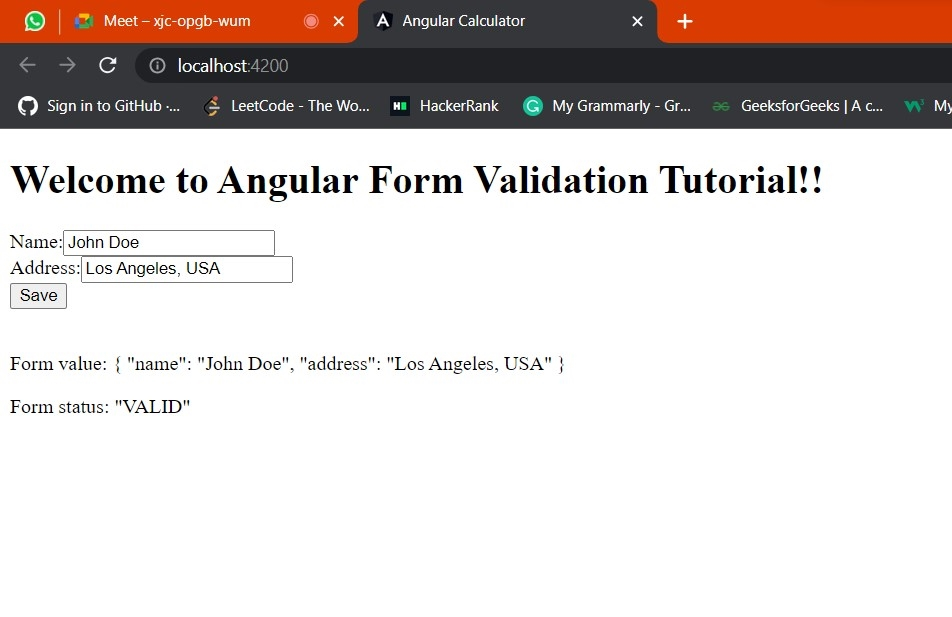 Meet – xjc-opgb-wum
Angular Calculator
localhost:4200
Sign in to GitHub ·... LeetCode - The Wo... HackerRank My Grammarly - Gr... GeeksforGeeks | A c... My
Welcome to Angular Form Validation Tutorial!!
Name: John Doe
Address: Los Angeles, USA
Save
Form value: { "name": "John Doe", "address": "Los Angeles, USA" }
Form status: "VALID"